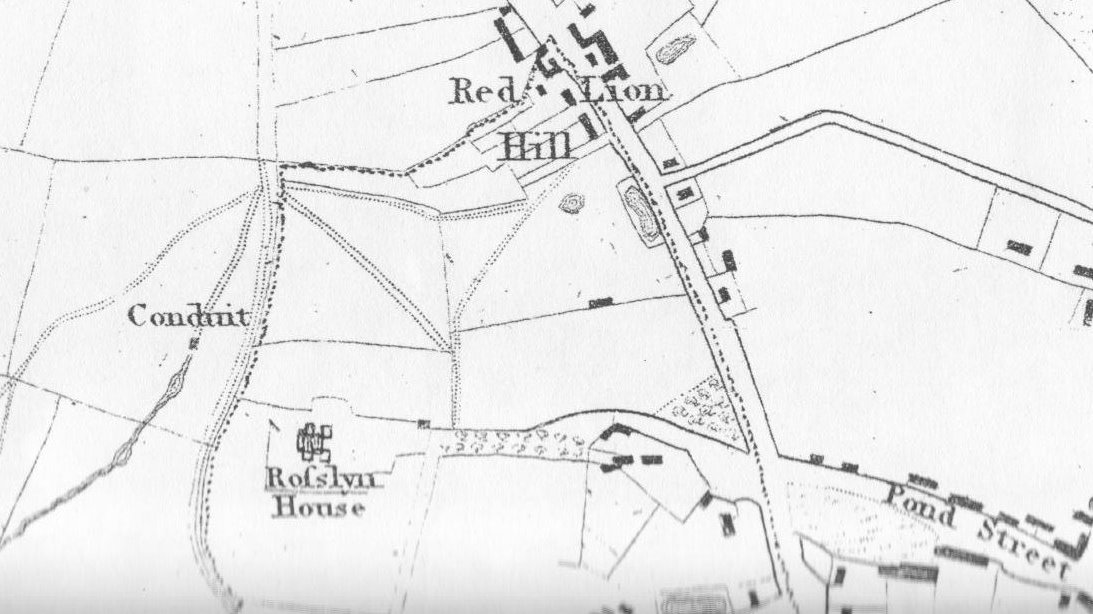 Red Lion
Hill
Conduit
Roſslyn
House
Pond Street